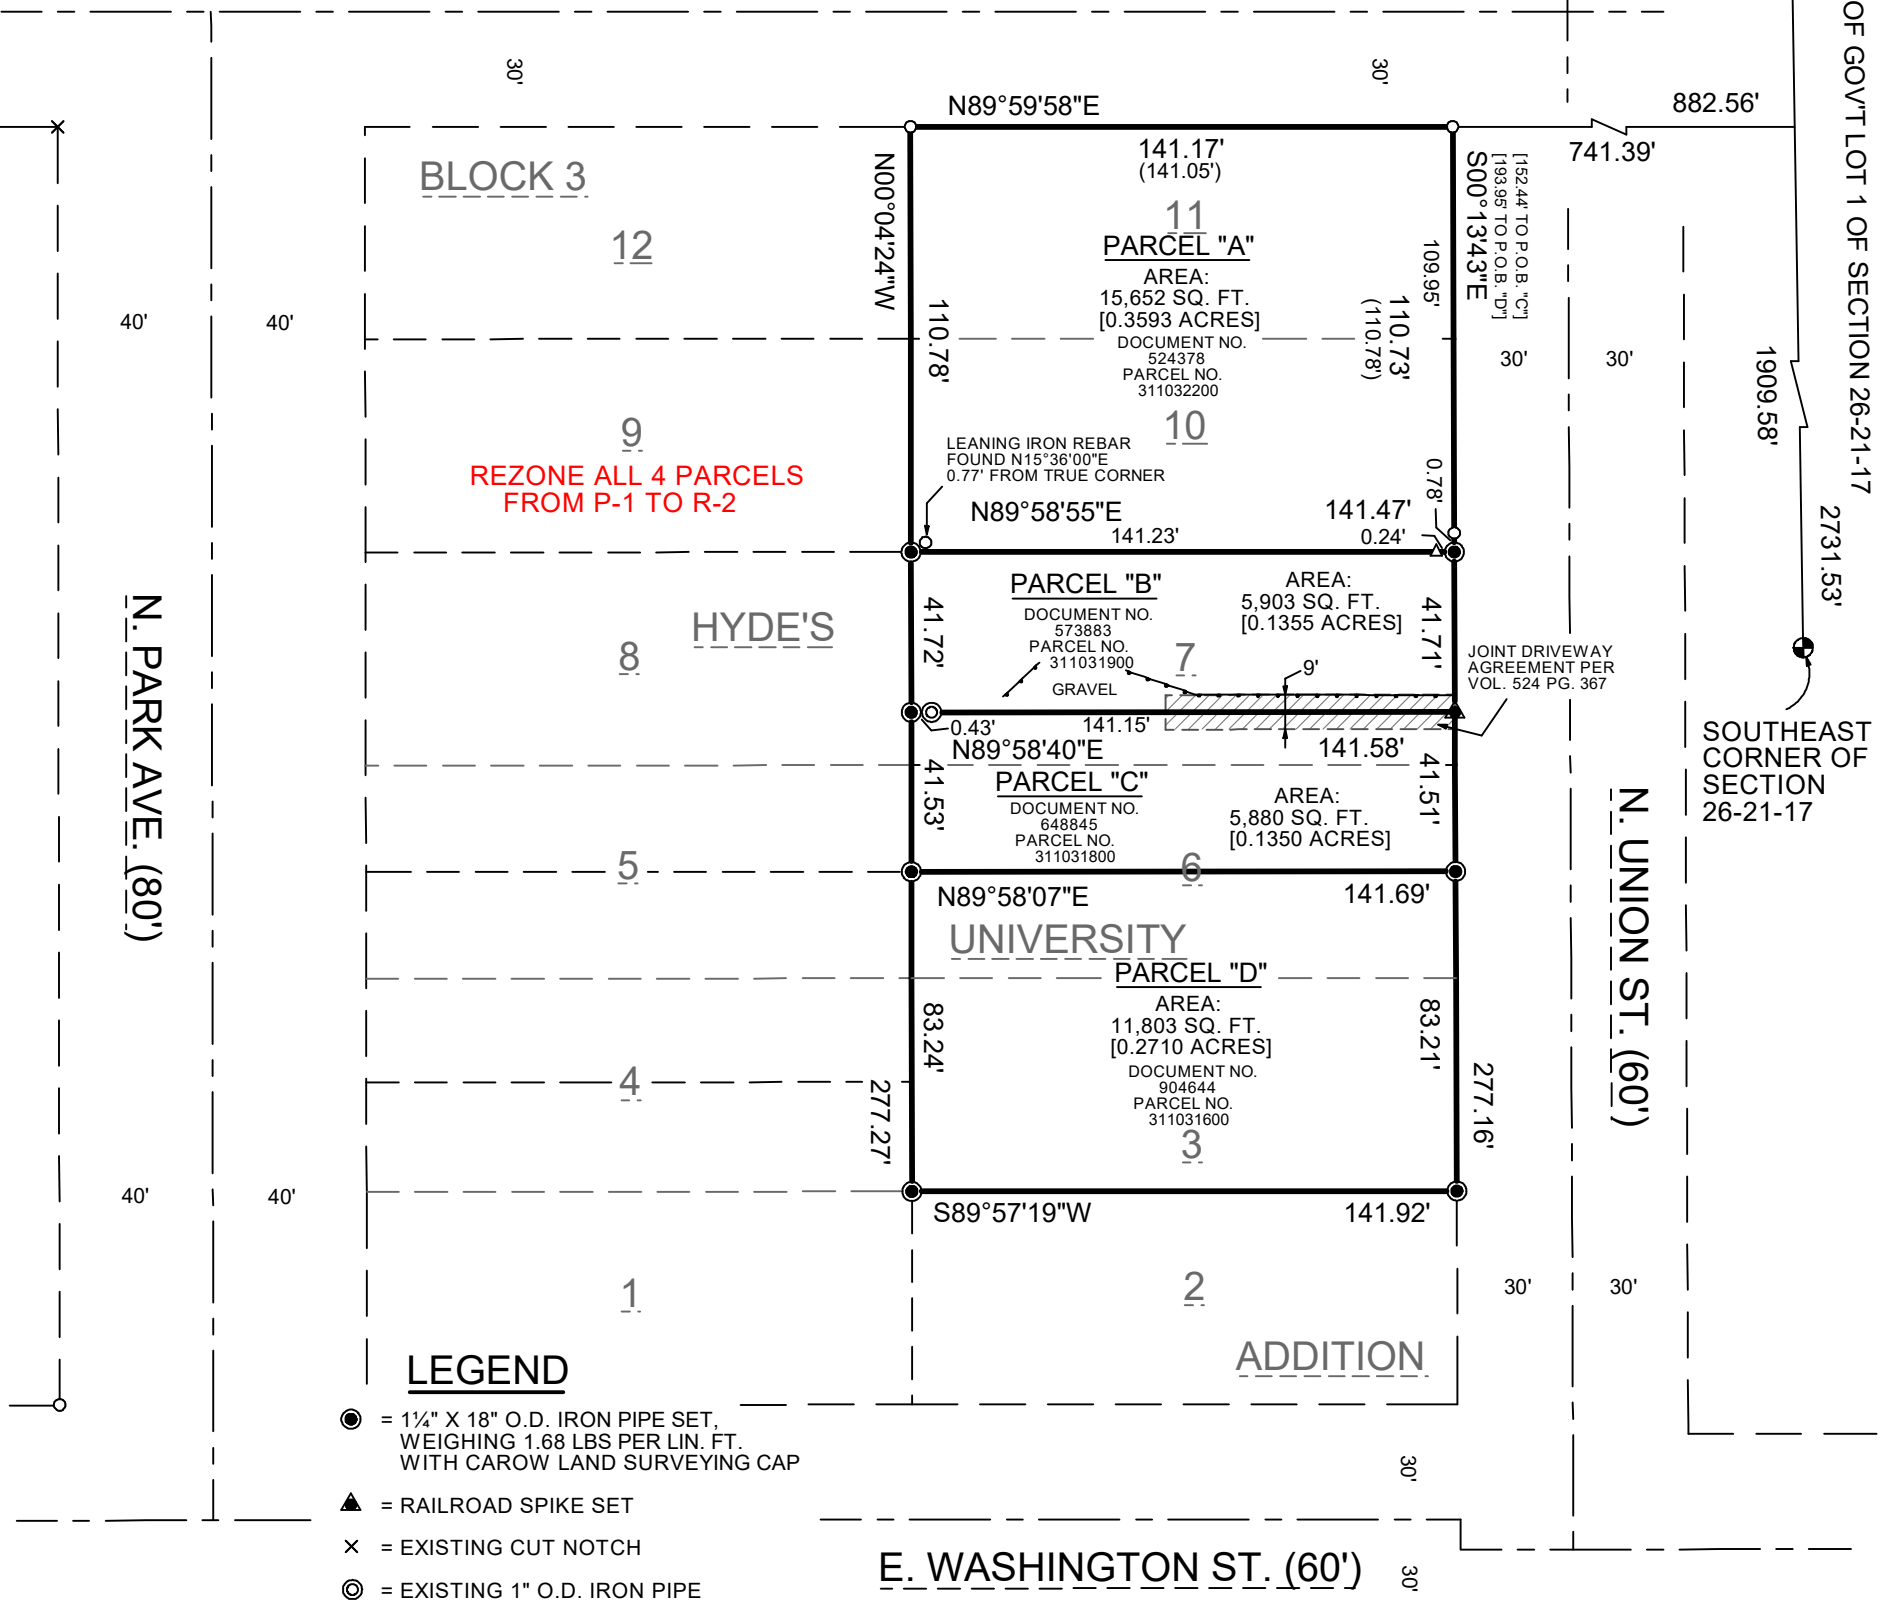 30'
30'
OF GOV'T LOT 1 OF SECTION 26-21-17
N89°59'58"E
882.56'
741.39'
141.17'
(141.05')
BLOCK 3
12
N00°04'24"W
110.78'
11
PARCEL "A"
AREA:
15,652 SQ. FT.
[0.3593 ACRES]
DOCUMENT NO.
524378
PARCEL NO.
311032200
10
109.95'
110.73'
(110.78')
S00°13'43"E
[152.44' TO P.O.B. "C"]
[193.95' TO P.O.B. "D"]
40'
40'
30'
30'
1909.58'
2731.53'
9
REZONE ALL 4 PARCELS
FROM P-1 TO R-2
LEANING IRON REBAR
FOUND N15°36'00"E
0.77' FROM TRUE CORNER
N89°58'55"E
141.47'
141.23'
0.24'
0.78'
PARCEL "B"
DOCUMENT NO.
573883
PARCEL NO.
311031900
GRAVEL
AREA:
5,903 SQ. FT.
[0.1355 ACRES]
41.72'
41.71'
7
9'
HYDE'S
8
JOINT DRIVEWAY
AGREEMENT PER
VOL. 524 PG. 367
SOUTHEAST
CORNER OF
SECTION
26-21-17
N. PARK AVE. (80')
N. UNION ST. (60')
0.43'
141.15'
N89°58'40"E
141.58'
41.53'
PARCEL "C"
DOCUMENT NO.
648845
PARCEL NO.
311031800
AREA:
5,880 SQ. FT.
[0.1350 ACRES]
41.51'
5
6
N89°58'07"E
141.69'
UNIVERSITY
PARCEL "D"
AREA:
11,803 SQ. FT.
[0.2710 ACRES]
DOCUMENT NO.
904644
PARCEL NO.
311031600
83.24'
83.21'
277.27'
277.16'
4
3
40'
40'
S89°57'19"W
141.92'
1
2
30'
30'
ADDITION
LEGEND
= 1¼" X 18" O.D. IRON PIPE SET,
WEIGHING 1.68 LBS PER LIN. FT.
WITH CAROW LAND SURVEYING CAP
= RAILROAD SPIKE SET
= EXISTING CUT NOTCH
= EXISTING 1" O.D. IRON PIPE
30'
E. WASHINGTON ST. (60')
30'